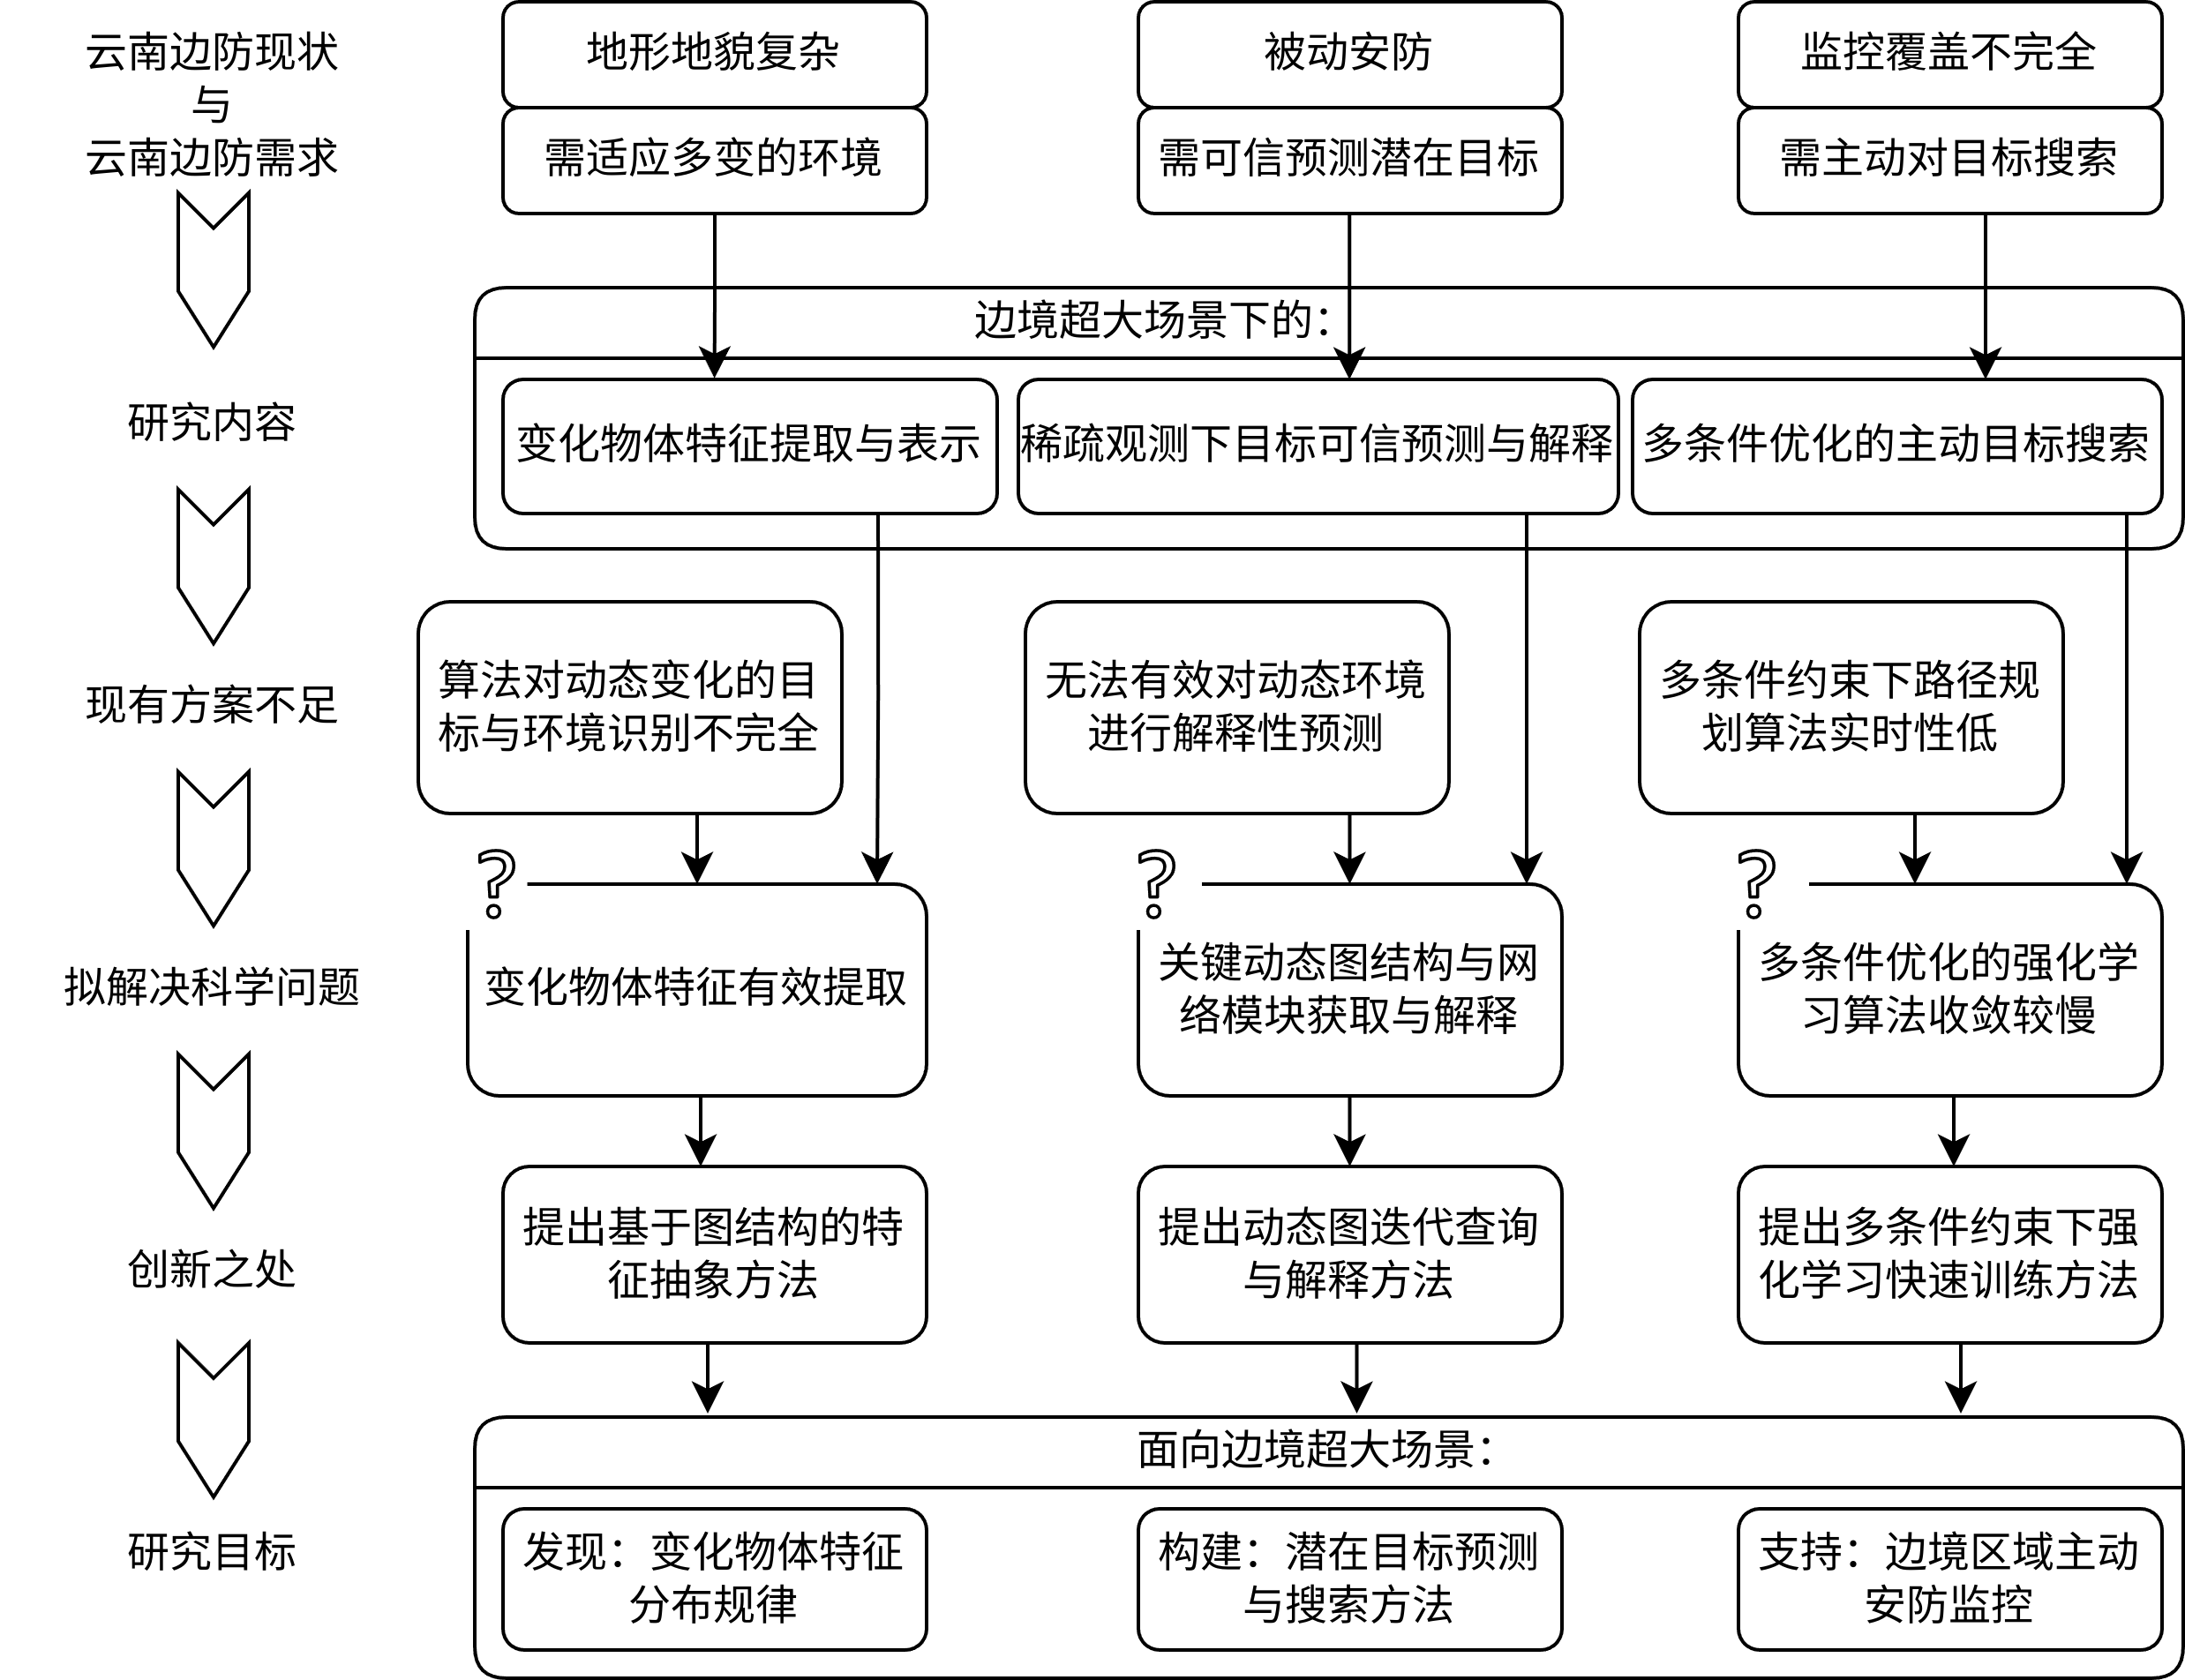 云南边防现状
与
云南边防需求
地形地貌复杂
被动安防
监控覆盖不完全
需适应多变的环境
需可信预测潜在目标
需主动对目标搜索
研究内容
边境超大场景下的：
变化物体特征提取与表示
稀疏观测下目标可信预测与解释
多条件优化的主动目标搜索
现有方案不足
算法对动态变化的目
标与环境识别不完全
无法有效对动态环境
进行解释性预测
多条件约束下路径规
划算法实时性低
拟解决科学问题
?
变化物体特征有效提取
?
关键动态图结构与网
络模块获取与解释
?
多条件优化的强化学
习算法收敛较慢
创新之处
提出基于图结构的特
征抽象方法
提出动态图迭代查询
与解释方法
提出多条件约束下强
化学习快速训练方法
研究目标
面向边境超大场景：
发现：变化物体特征
分布规律
构建：潜在目标预测
与搜索方法
支持：边境区域主动
安防监控